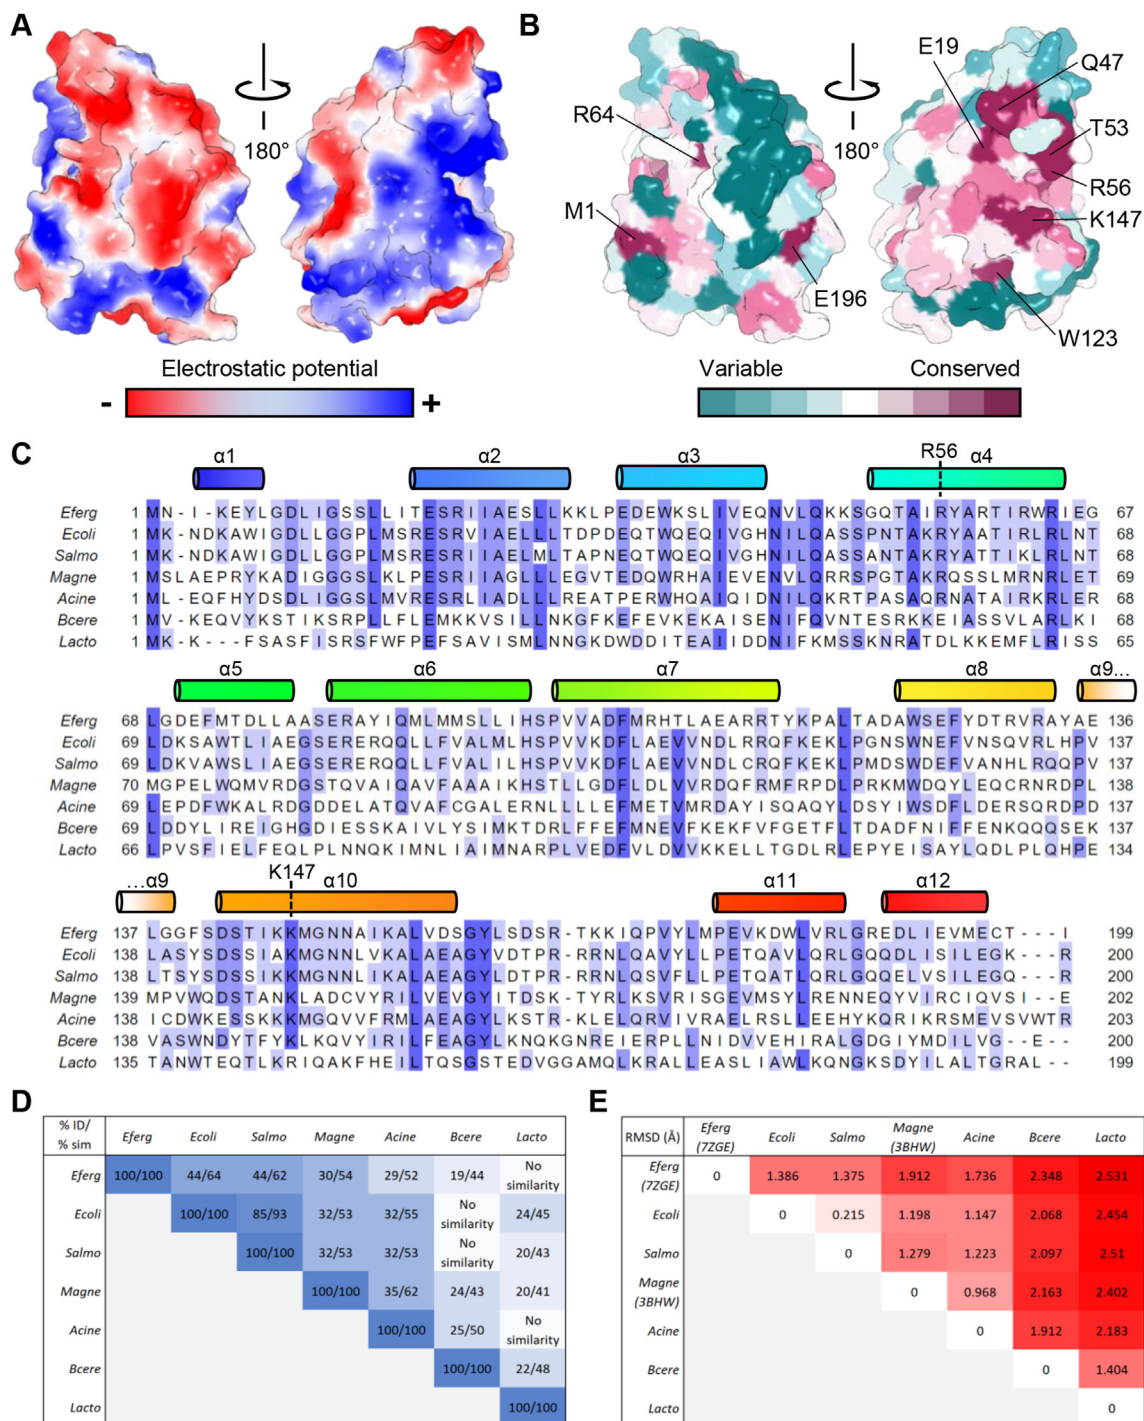 A
B
180°
180°
R64
M1
E196
E19
Q47
T53
R56
K147
W123
Electrostatic potential
- +
Variable Conserved
C
α1 α2 α3 R56 α4
Eferg 1 MN-I-KEYLGDLIGSSLLITESRIIAESLLKKLPEDEWKSLIVEQNVLQKKSGQTAIRYARTIRWRIEG 67
Ecoli 1 MK-NDKAWIGDLLGGPLMSRESRVIAELLLTDPDEQTWQEQIVGHNILQASSPNTAKRYAATIRLRLNT 68
Salmo 1 MK-NDKAWIGDLLGGPLMSRESRIIAELMLTAPNEQTWQEQIVGHNILQASSANTAKRYATTIKLRLNT 68
Magne 1 MSLAEPRYKADIGGGSLKLPESRIIAGLLLEGVTEDQWRHAIEVENVLQRRSPGTAKRQSSLMRNRLET 69
Acine 1 ML-EQFHYDSDLIGGSLMVRESRIIADLLLREATPERWHQAIQIDNILQKRTPASAQRNATAIRKRLER 68
Bcere 1 MV-KEVYKSTIKSRPLLFLEMKKVSILLNNGKFKEFEVKEKAISENIFQVNTESRKKEIASSVLARLKI 68
Lacto 1 MK-K---FSASFISRSFWFPEFSAVISMLNNGKDWDDITEAIIDDNIFKMSSKNRATDLKKEMFLRISS 65
α5 α6 α7 α8 α9...
Eferg 68 LGDEFMTDLLAASERAYIQMLMMSLLIHSPVVADFMRHTLAEARRTYKPALTADAWSEFYDTRVRAYAE 136
Ecoli 69 LDKSAWTLIAEGSERERQQLLFVALMLHSPVVKDFLAEVVNDLRRQFKEKLPGNSWNEFVNSQVRLHPV 137
Salmo 69 LDKVAWSLIAEGSERERQQLLFVALILHSPVVKDFLAEVVNDLCRQFKEKLPMDSWDEFVANHLRQQPV 137
Magne 70 MGPELWQMVRDGSTQVAIQAVFAAAIKHSTLLGDFLDLVVRDQFRMFRPDLPRKMWDQYLEQCRNRDPL 138
Acine 69 LEPDFWKALRDGDDELATQVAFCGALERNLLLLEFMETVMRDAYISQAQYLDSYIWSDFLDERSQRDPD 137
Bcere 69 LDDYLIREIGHGDIESSKAIVLYSIMKTDRLFFEFMNEVFKEKFVFGETFLTDADFNIFFENKQQQSEK 137
Lacto 66 LPVSFIELFEQLPLNNQKIMNLIAIMNARPLVEDFVLDVVKKELLTGDLRLEPYEISAYLQDLPLQHPE 134
...α9 K147 α10 α11 α12
Eferg 137 LGGFSDSTIKKMGNNAIKALVDSGYLSDSR-TKKIQPVYLMPEVKDWLVRLGREDLIEVMECT---I 199
Ecoli 138 LASYSDSSIAKMGNNLVKALAEAGYVDTPR-RRNLQAVYLLPETQAVLQRLGQQDLISILEGK---R 200
Salmo 138 LTSYSDSSIKKMGNNLIKALAEAGYLDTPR-RRNLQSVFLLPETQATLQRLGQQELVSILEGQ---R 200
Magne 139 MPVWQDSTANKLADCVYRILVEVGYITDSK-TYRLKSVRISGEVMSYLRENNEQYVIRCIQVSI--E 202
Acine 138 ICDWKESSKKKMGQVVFRMLAEAGYLKSTR-KLELQRVIVRAELRSLLEEHYKQRIKRSMEVSVWTR 203
Bcere 138 VASWNDYTFYKLKQVYIRILFEAGYLKNQKGNREIERPLLNIDVVEHIRALGDGIYMDILVG--E-- 200
Lacto 135 TANWTEQTLKRIQAKFHEILTQSGSTEDVGGAMQLKRALLEASLIAWLKQNGKSDYILALTGRAL-- 199
D
% ID/ % sim Eferg Ecoli Salmo Magne Acine Bcere Lacto
Eferg 100/100 44/64 44/62 30/54 29/52 19/44 No similarity
Ecoli 100/100 85/93 32/53 32/55 No similarity 24/45
Salmo 100/100 32/53 32/53 No similarity 20/43
Magne 100/100 35/62 24/43 20/41
Acine 100/100 25/50 No similarity
Bcere 100/100 22/48
Lacto 100/100
E
RMSD (Å) Eferg (7ZGE) Ecoli Salmo Magne (3BHW) Acine Bcere Lacto
Eferg (7ZGE) 0 1.386 1.375 1.912 1.736 2.348 2.531
Ecoli 0 0.215 1.198 1.147 2.068 2.454
Salmo 0 1.279 1.223 2.097 2.51
Magne (3BHW) 0 0.968 2.163 2.402
Acine 0 1.912 2.183
Bcere 0 1.404
Lacto 0